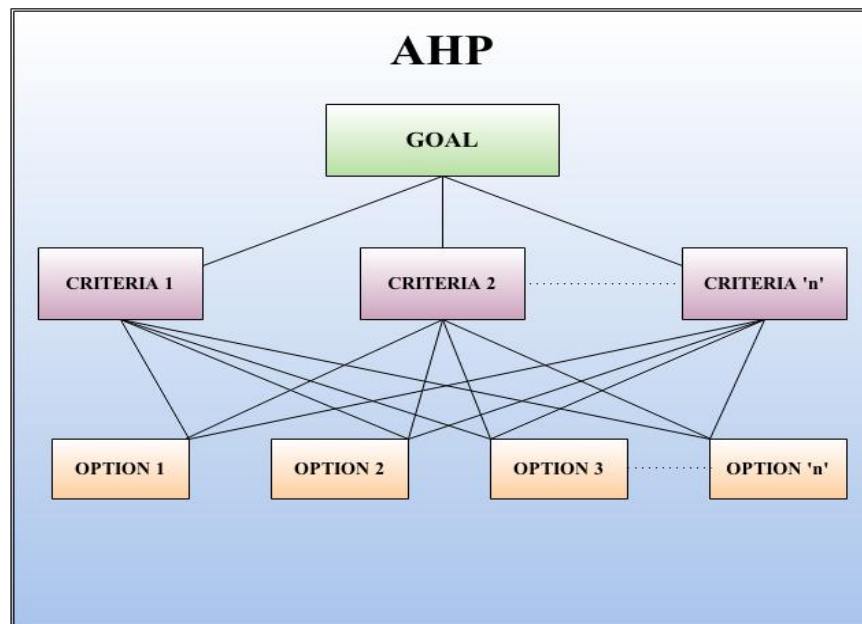 AHP
GOAL
CRITERIA 1
CRITERIA 2
CRITERIA 'n'
OPTION 1
OPTION 2
OPTION 3
OPTION 'n'